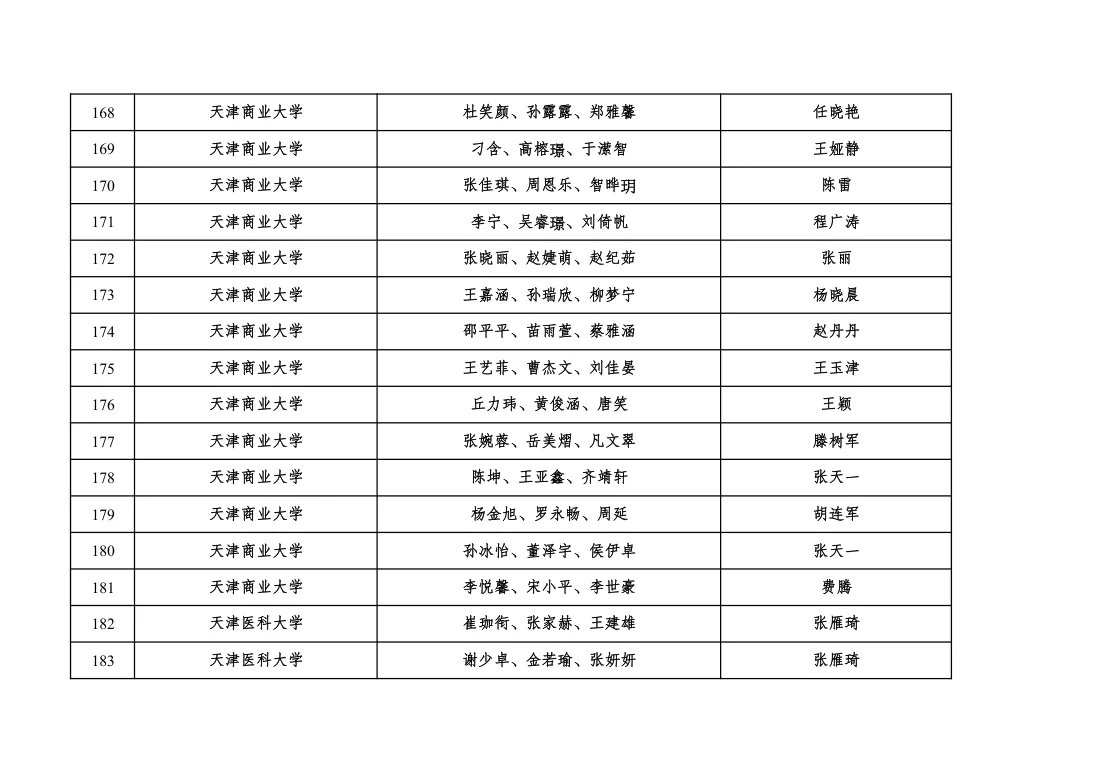 168 天津商业大学 杜笑颜、孙露露、郑雅馨 任晓艳
169 天津商业大学 刁含、高榕璟、于潆智 王娅静
170 天津商业大学 张佳琪、周恩乐、智晔玥 陈雷
171 天津商业大学 李宁、吴睿璟、刘倚帆 程广涛
172 天津商业大学 张晓丽、赵婕萌、赵纪茹 张丽
173 天津商业大学 王嘉涵、孙瑞欣、柳梦宁 杨晓晨
174 天津商业大学 邵平平、苗雨萱、蔡雅涵 赵丹丹
175 天津商业大学 王艺菲、曹杰文、刘佳晏 王玉津
176 天津商业大学 丘力玮、黄俊涵、唐笑 王颖
177 天津商业大学 张婉蓉、岳美熠、凡文翠 滕树军
178 天津商业大学 陈坤、王亚鑫、齐靖轩 张天一
179 天津商业大学 杨金旭、罗永畅、周延 胡连军
180 天津商业大学 孙冰怡、董泽宇、侯伊卓 张天一
181 天津商业大学 李悦馨、宋小平、李世豪 费腾
182 天津医科大学 崔珈衔、张家赫、王建雄 张雁琦
183 天津医科大学 谢少卓、金若瑜、张妍妍 张雁琦